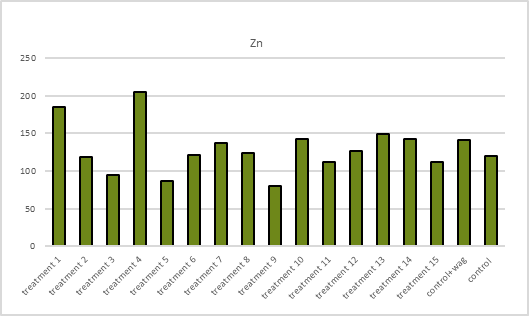 Zn
250
200
150
100
50
0
treatment 1
treatment 2
treatment 3
treatment 4
treatment 5
treatment 6
treatment 7
treatment 8
treatment 9
treatment 10
treatment 11
treatment 12
treatment 13
treatment 14
treatment 15
control+wag
control